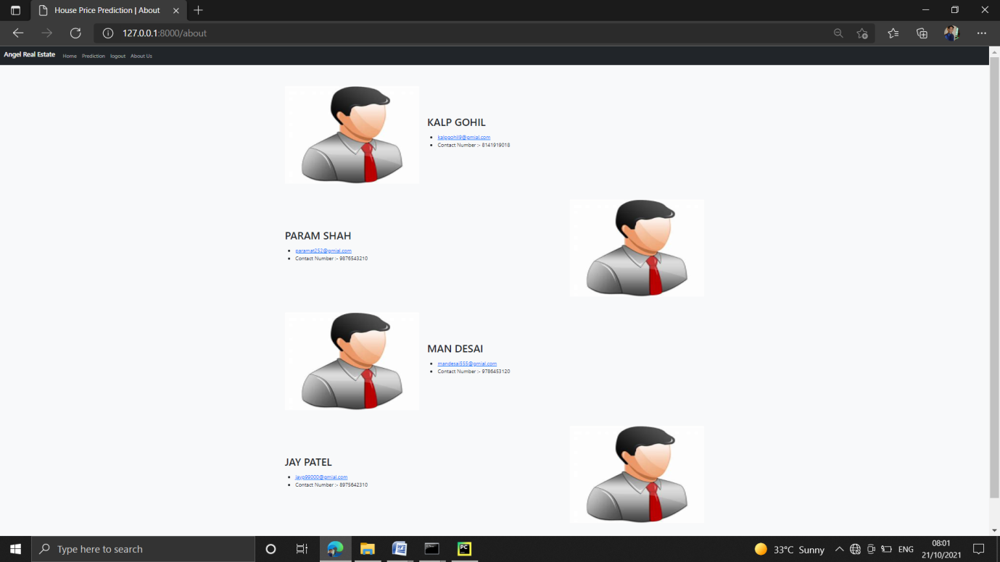 House Price Prediction | About
127.0.0.1:8000/about
Angel Real Estate Home Prediction logout About Us
KALP GOHIL
kalpgohil9@gmial.com
Contact Number :- 8141919018
PARAM SHAH
paramat252@gmial.com
Contact Number :- 9876543210
MAN DESAI
mandesai555@gmial.com
Contact Number :- 9786453120
JAY PATEL
jayp99000@gmial.com
Contact Number :- 8975642310
Type here to search
33°C Sunny
ENG
08:01
21/10/2021